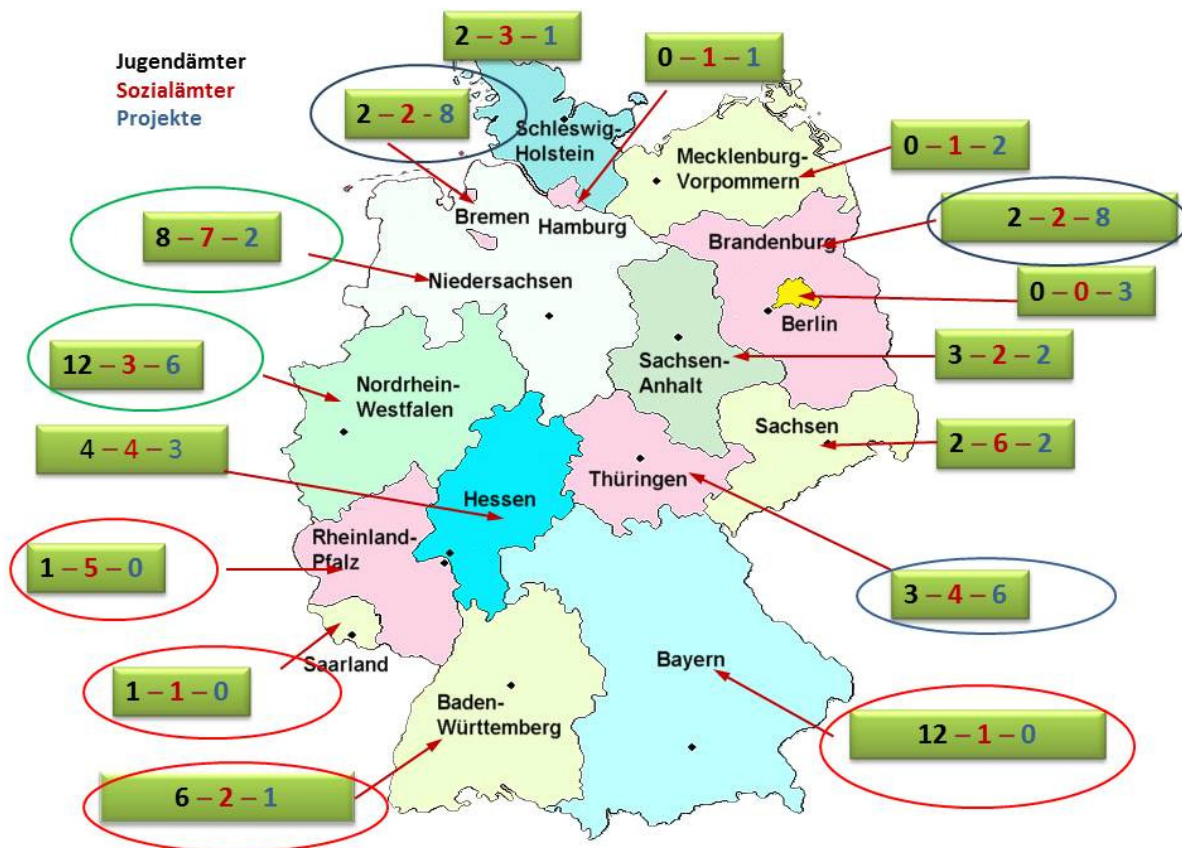 Jugendämter
Sozialämter
Projekte
2 – 3 – 1
0 – 1 – 1
2 – 2 - 8
Schleswig-
Holstein
Mecklenburg-
Vorpommern
0 – 1 – 2
Bremen
Hamburg
8 – 7 – 2
Brandenburg
2 – 2 – 8
Niedersachsen
0 – 0 – 3
Berlin
12 – 3 – 6
Nordrhein-
Westfalen
Sachsen-
Anhalt
3 – 2 – 2
Sachsen
2 – 6 – 2
4 – 4 – 3
Hessen
Thüringen
Rheinland-
Pfalz
1 – 5 – 0
3 – 4 – 6
Saarland
1 – 1 – 0
Bayern
Baden-
Württemberg
12 – 1 – 0
6 – 2 – 1